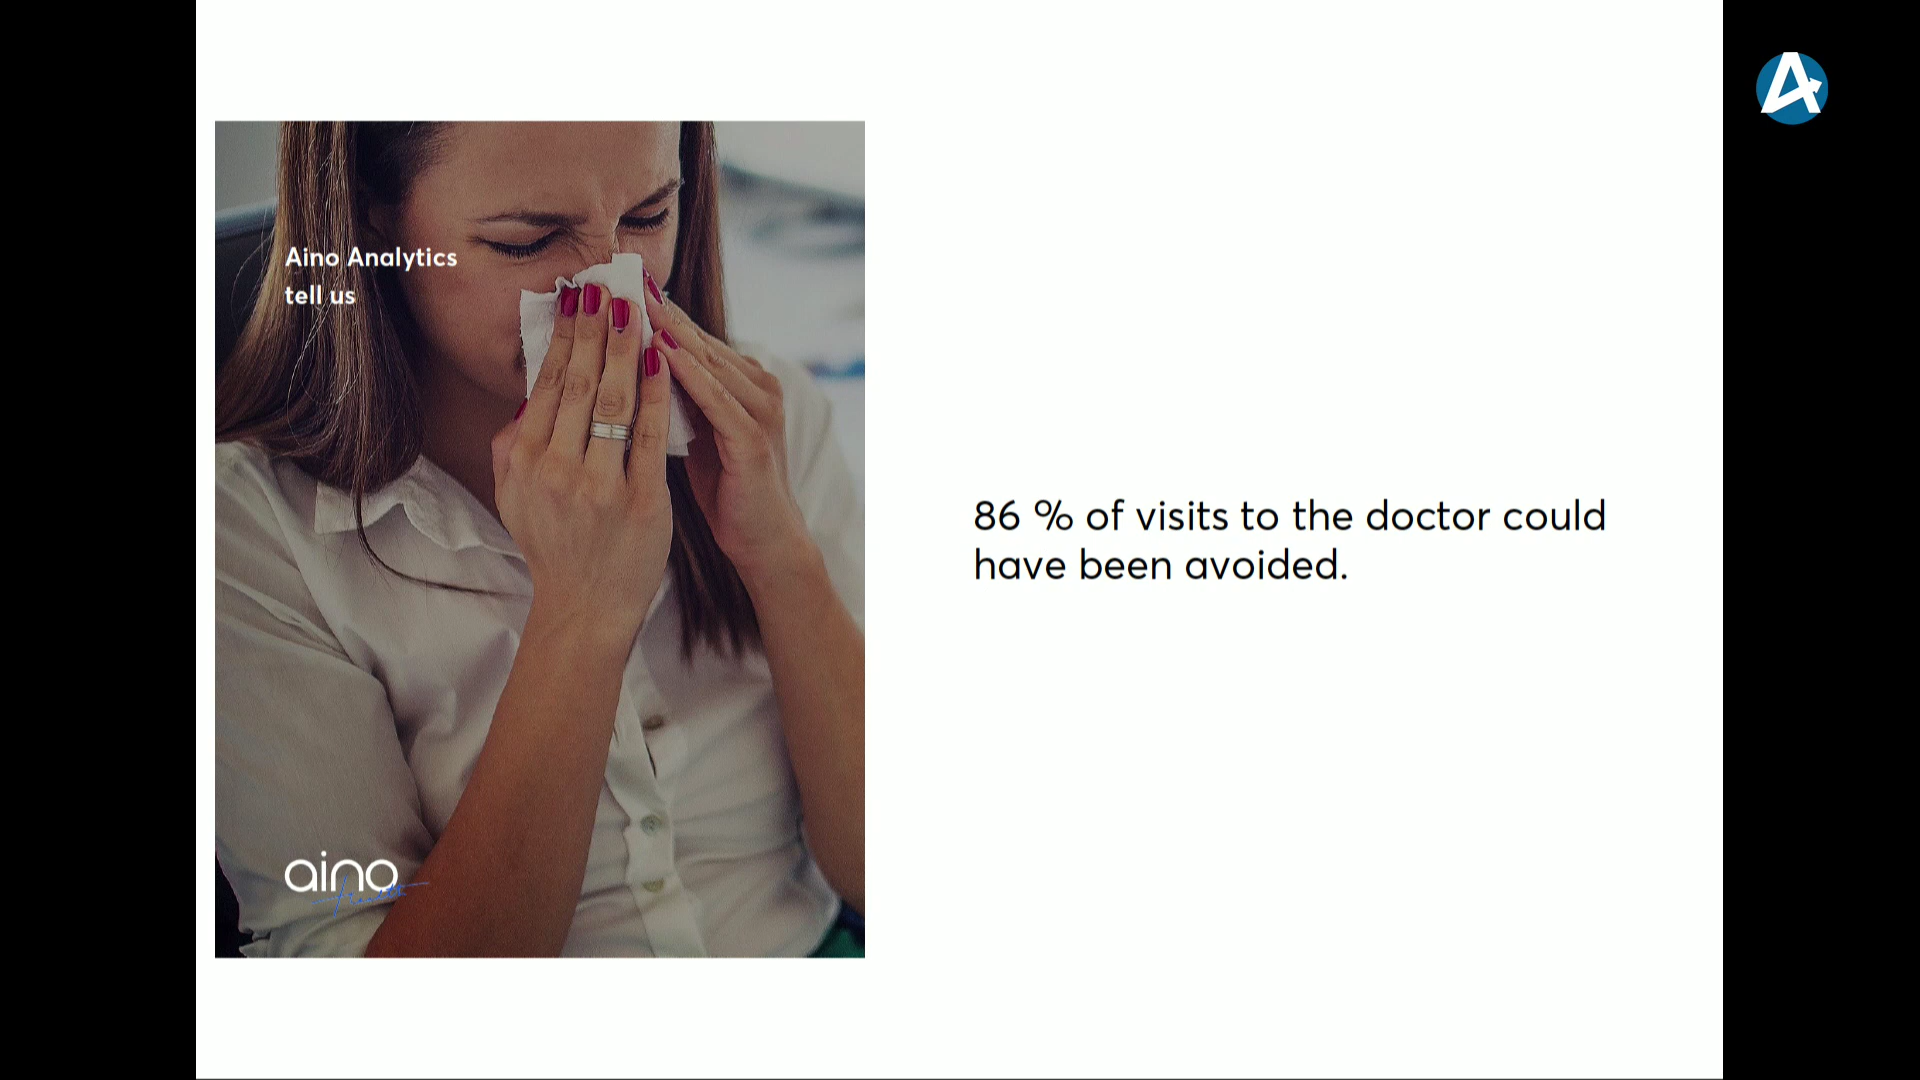 Aino Analytics
tell us
aino
86 % of visits to the doctor could
have been avoided.